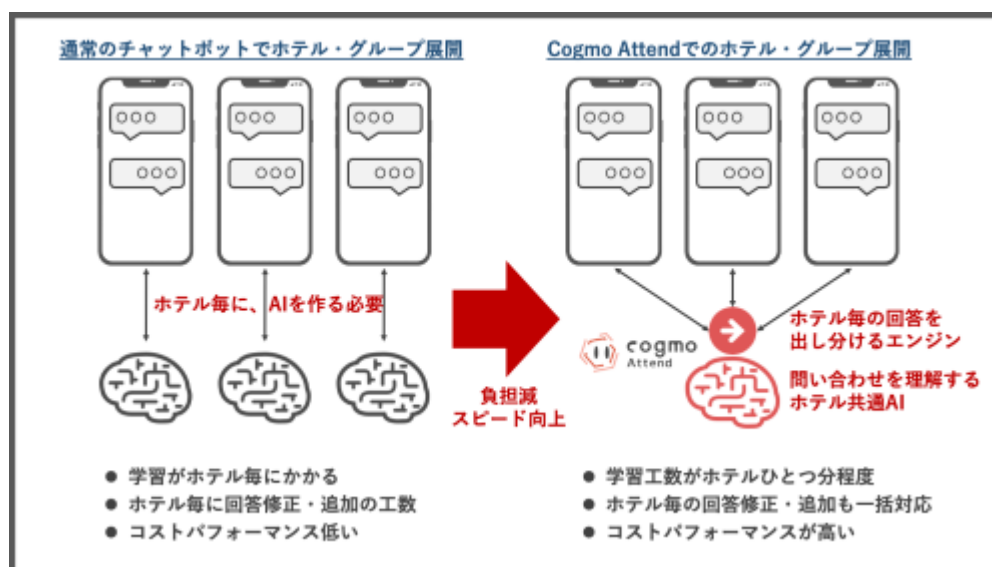 通常のチャットボットでホテル・グループ展開
ホテル毎に、AIを作る必要
● 学習がホテル毎にかかる
● ホテル毎に回答修正・追加の工数
● コストパフォーマンス低い
負担減
スピード向上
Cogmo Attendでのホテル・グループ展開
cogmo
Attend
ホテル毎の回答を
出し分けるエンジン
問い合わせを理解する
ホテル共通AI
● 学習工数がホテルひとつ分程度
● ホテル毎の回答修正・追加も一括対応
● コストパフォーマンスが高い